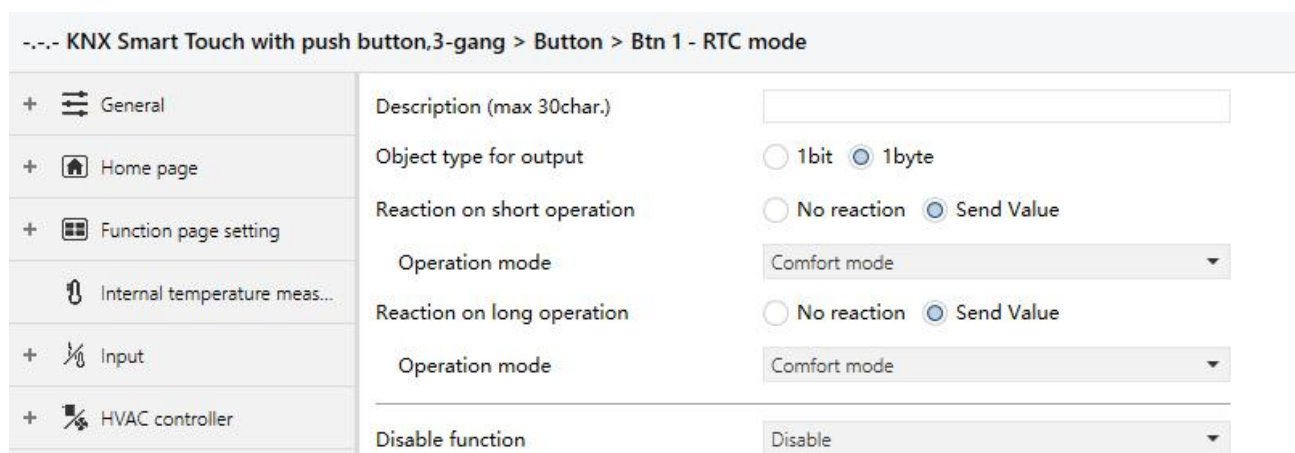 -.-.- KNX Smart Touch with push button,3-gang > Button > Btn 1 - RTC mode
+ General
+ Home page
+ Function page setting
Internal temperature meas...
+ Input
+ HVAC controller
Description (max 30char.)
Object type for output 1bit 1byte
Reaction on short operation No reaction Send Value
Operation mode Comfort mode
Reaction on long operation No reaction Send Value
Operation mode Comfort mode
Disable function Disable